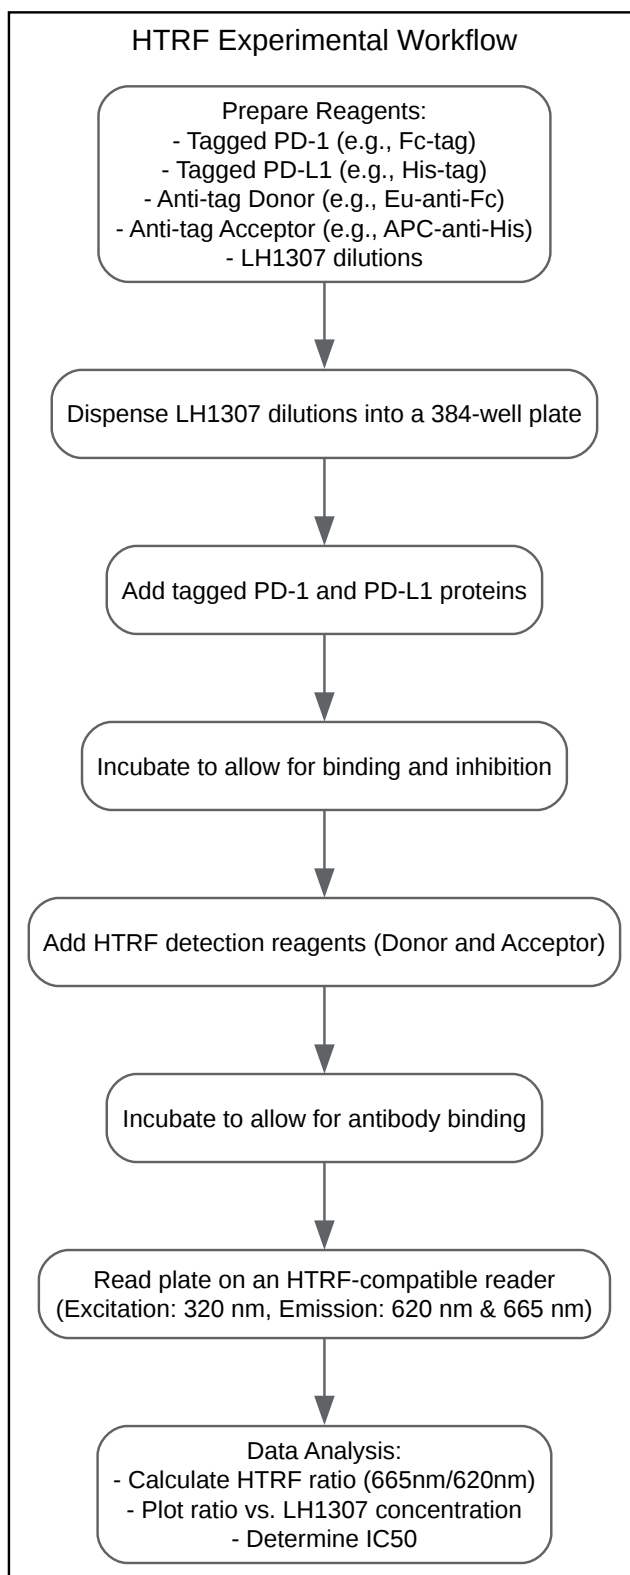 HTRF Experimental Workflow
Prepare Reagents:
- Tagged PD-1 (e.g., Fc-tag)
- Tagged PD-L1 (e.g., His-tag)
- Anti-tag Donor (e.g., Eu-anti-Fc)
- Anti-tag Acceptor (e.g., APC-anti-His)
- LH1307 dilutions
Dispense LH1307 dilutions into a 384-well plate
Add tagged PD-1 and PD-L1 proteins
Incubate to allow for binding and inhibition
Add HTRF detection reagents (Donor and Acceptor)
Incubate to allow for antibody binding
Read plate on an HTRF-compatible reader
(Excitation: 320 nm, Emission: 620 nm & 665 nm)
Data Analysis:
- Calculate HTRF ratio (665nm/620nm)
- Plot ratio vs. LH1307 concentration
- Determine IC50